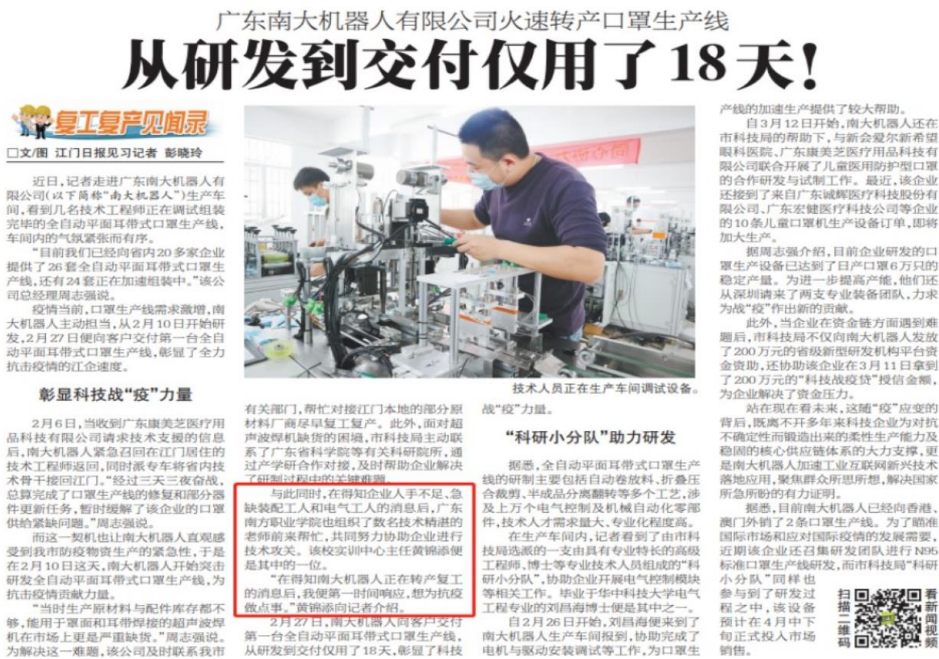 广东南大机器人有限公司火速转产口罩生产线
从研发到交付仅用了18天！
复工复产见闻录
□文/图 江门日报见习记者 彭晓玲
近日，记者走进广东南大机器人有
限公司（以下简称“南大机器人”）生产车
间，看到几名技术工程师正在调试组装
完毕的全自动平面耳带式口罩生产线，
车间内的气氛紧张而有序。
“目前我们已经向省内20多家企业
提供了26套全自动平面耳带式口罩生
产线，还有24套正在加速组装中。”该公
司总经理周志强说。
疫情当前，口罩生产线需求激增，南
大机器人主动担当，从2月10日开始研
发，2月27日便向客户交付第一台全自
动平面耳带式口罩生产线，彰显了全力
抗击疫情的江企速度。
彰显科技战“疫”力量
2月6日，当收到广东康美芝医疗用
品科技有限公司请求技术支援的信息
后，南大机器人紧急召回在江门居住的
技术工程师返回，同时派专车将省内技
术骨干接回江门。“经过三天三夜奋战，
总算完成了口罩生产线的修复和部分器
件更新任务，暂时缓解了该企业的口罩
供给紧缺问题。”周志强说。
而这一契机也让南大机器人直观感
受到我市防疫物资生产的紧急性，于是
在2月10日这天，南大机器人开始突击
研发全自动平面耳带式口罩生产线，为
抗击疫情贡献力量。
“当时生产原材料与配件库存都不
够，能用于罩面和耳带焊接的超声波焊
机在市场上更是严重缺货。”周志强说。
为解决这一难题，该公司及时联系我市
技术人员正在生产车间调试设备。
有关部门，帮忙对接江门本地的部分原
材料厂商尽早复工复产。此外，面对超
声波焊机缺货的困境，市科技局主动联
系了广东省科学院等有关科研院所，通
过产学研合作对接，及时帮助企业解决
了研制过程中的关键难题。
与此同时，在得知企业人手不足、急
缺装配工人和电气工人的消息后，广东
南方职业学院也组织了数名技术精湛的
老师前来帮忙，共同努力协助企业进行
技术攻关。该校实训中心主任黄锦添便
是其中的一位。
“在得知南大机器人正在转产复工
的消息后，我便第一时间响应，想为抗疫
做点事。”黄锦添向记者介绍。
2月27日，南大机器人向客户交付
第一台全自动平面耳带式口罩生产线，
从研发到交付仅用了18天，彰显了科技
战“疫”力量。
“科研小分队”助力研发
据悉，全自动平面耳带式口罩生产
线的研制主要包括自动卷放料、折叠压
合裁剪、半成品分离翻转等多个工艺，涉
及上万个电气控制及机械自动化零部
件，技术人才需求量大、专业化程度高。
在生产车间内，记者看到了由市科
技局选派的一支由具有专业特长的高级
工程师、博士等专业技术人员组成的“科
研小分队”，协助企业开展电气控制模块
等相关工作。毕业于华中科技大学电气
工程专业的刘昌海博士便是其中之一。
自2月26日开始，刘昌海便来到了
南大机器人生产车间报到，协助完成了
电机与驱动安装调试等工作，为口罩生
产线的加速生产提供了较大帮助。
自3月12日开始，南大机器人还在
市科技局的帮助下，与新会爱尔新希望
眼科医院、广东康美芝医疗用品科技有
限公司联合开展了儿童医用防护型口罩
的合作研发与试制工作。最近，该企业
还接到了来自广东诚辉医疗科技股份有
限公司、广东宏健医疗科技公司等企业
的10条儿童口罩机生产设备订单，即将
加大生产。
据周志强介绍，目前企业研发的口
罩生产设备已达到了日产口罩6万只的
稳定产量。为进一步提高产能，他们还
从深圳请来了两支专业装备团队，力求
为战“疫”作出新的贡献。
此外，当企业在资金链方面遇到难
题后，市科技局不仅向南大机器人发放
了200万元的省级新型研发机构平台资
金资助，还协助该企业在3月11日拿到
了200万元的“科技战疫贷”授信金额，
为企业解决了资金压力。
站在现在看未来，这随“疫”应变的
背后，既离不开多年来科技企业为对抗
不确定性而锻造出来的柔性生产能力及
稳固的核心供应链体系的大力支撑，更
是南大机器人加速工业互联网新兴技术
落地应用，聚焦群众所思所想，解决国家
所急所盼的有力证明。
据悉，目前南大机器人已经向香港、
澳门外销了2条口罩生产线。为了瞄准
国际市场和应对国际疫情的发展需要，
近期该企业还召集研发团队进行N95
标准口罩生产线研发，而市科技局“科研
小分队”同样也
参与到了研发过
程之中，该设备
预计在4月中下
旬正式投入市场
销售。
扫描二维码
看新闻视频